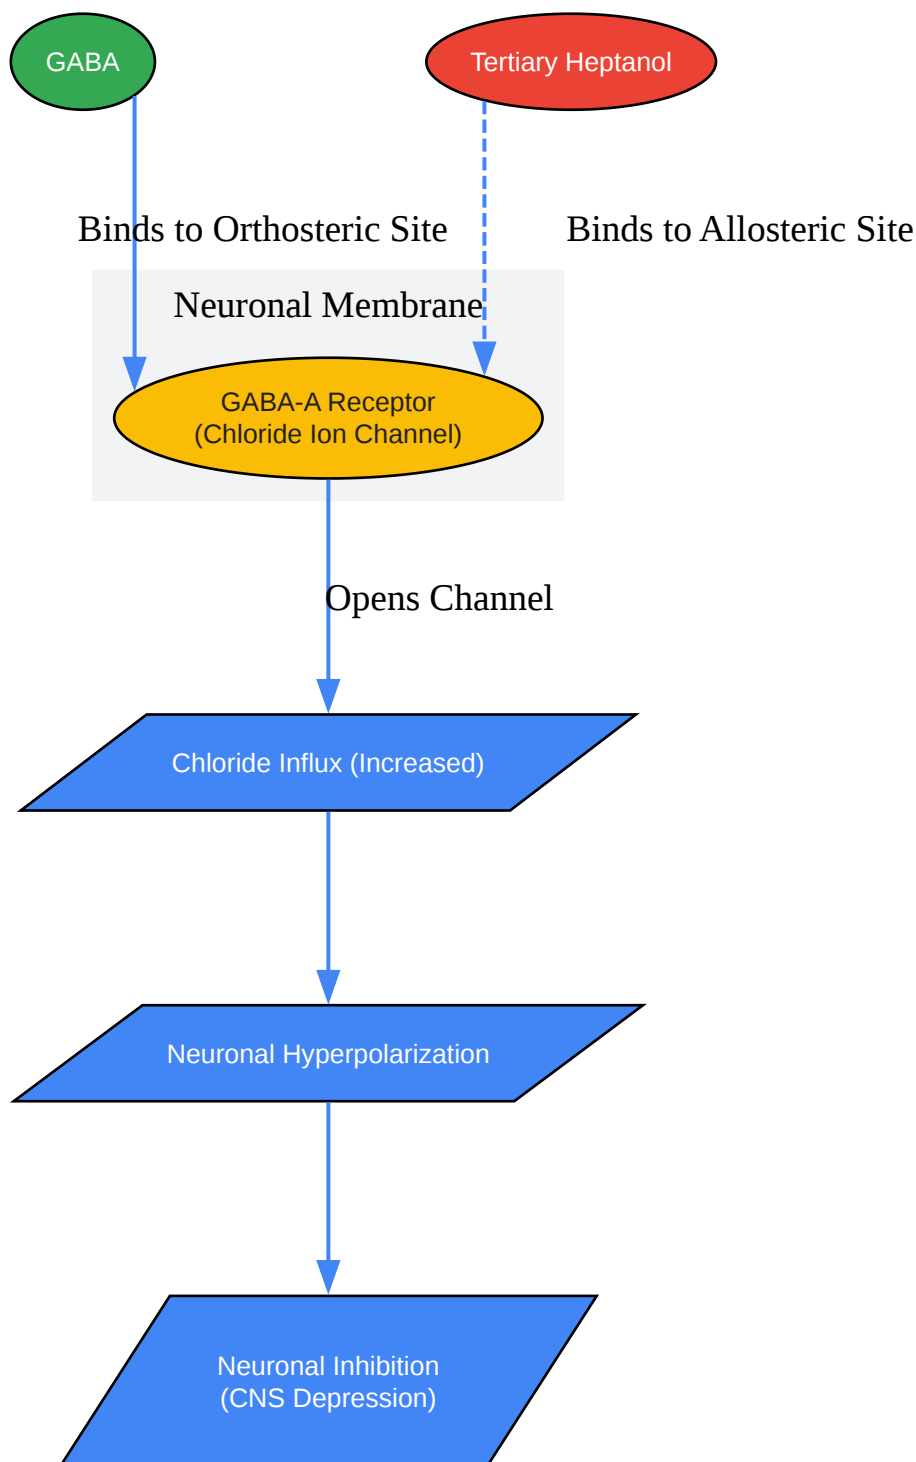 GABA
Tertiary Heptanol
Binds to Orthosteric Site
Binds to Allosteric Site
Neuronal Membrane
GABA-A Receptor
(Chloride Ion Channel)
Opens Channel
Chloride Influx (Increased)
Neuronal Hyperpolarization
Neuronal Inhibition
(CNS Depression)